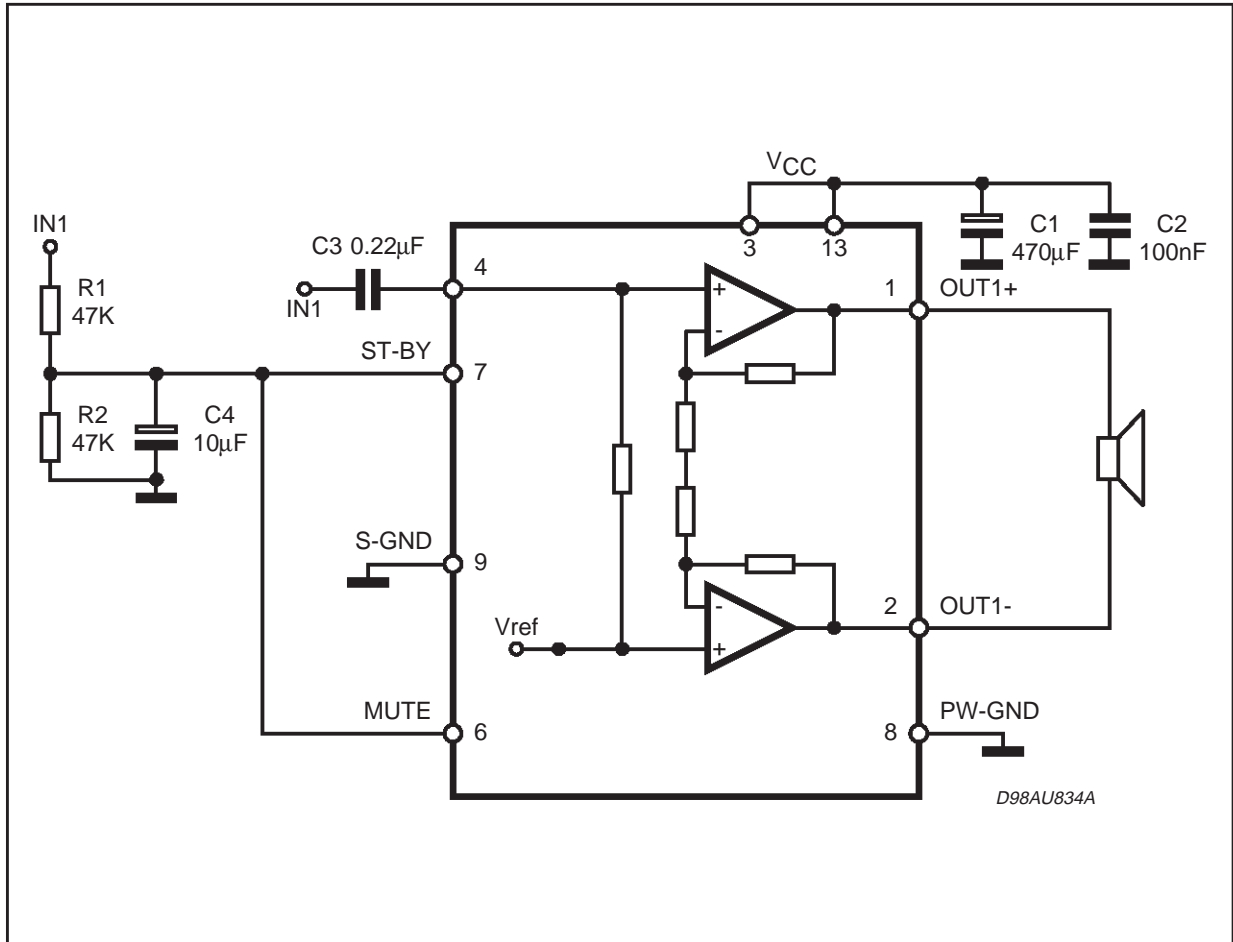 VCC
IN1
C3 0.22µF
3
13
C1
470µF
C2
100nF
R1
47K
IN1
4
+
-
1
OUT1+
ST-BY
7
R2
47K
C4
10µF
S-GND
9
Vref
-
+
2
OUT1-
MUTE
6
8
PW-GND
D98AU834A